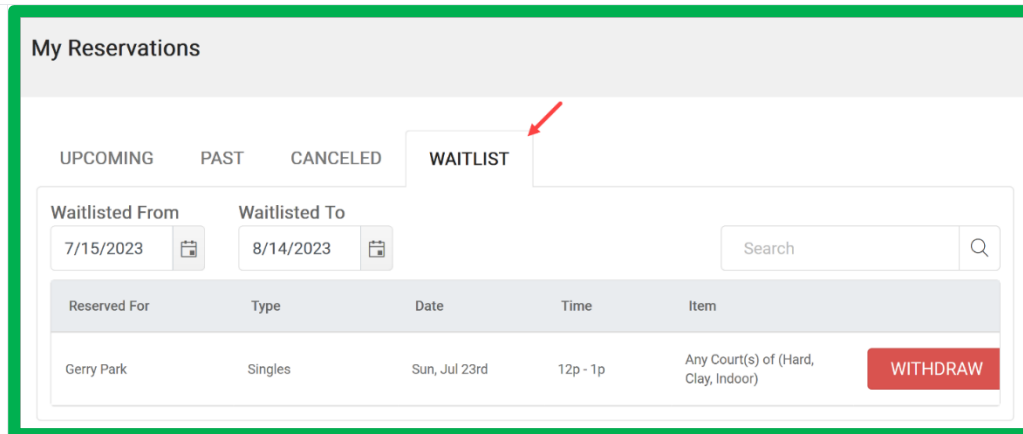 My Reservations
UPCOMING PAST CANCELED WAITLIST
Waitlisted From Waitlisted To
7/15/2023 8/14/2023 Search
Reserved For Type Date Time Item
Gerry Park Singles Sun, Jul 23rd 12p - 1p Any Court(s) of (Hard,
Clay, Indoor) WITHDRAW